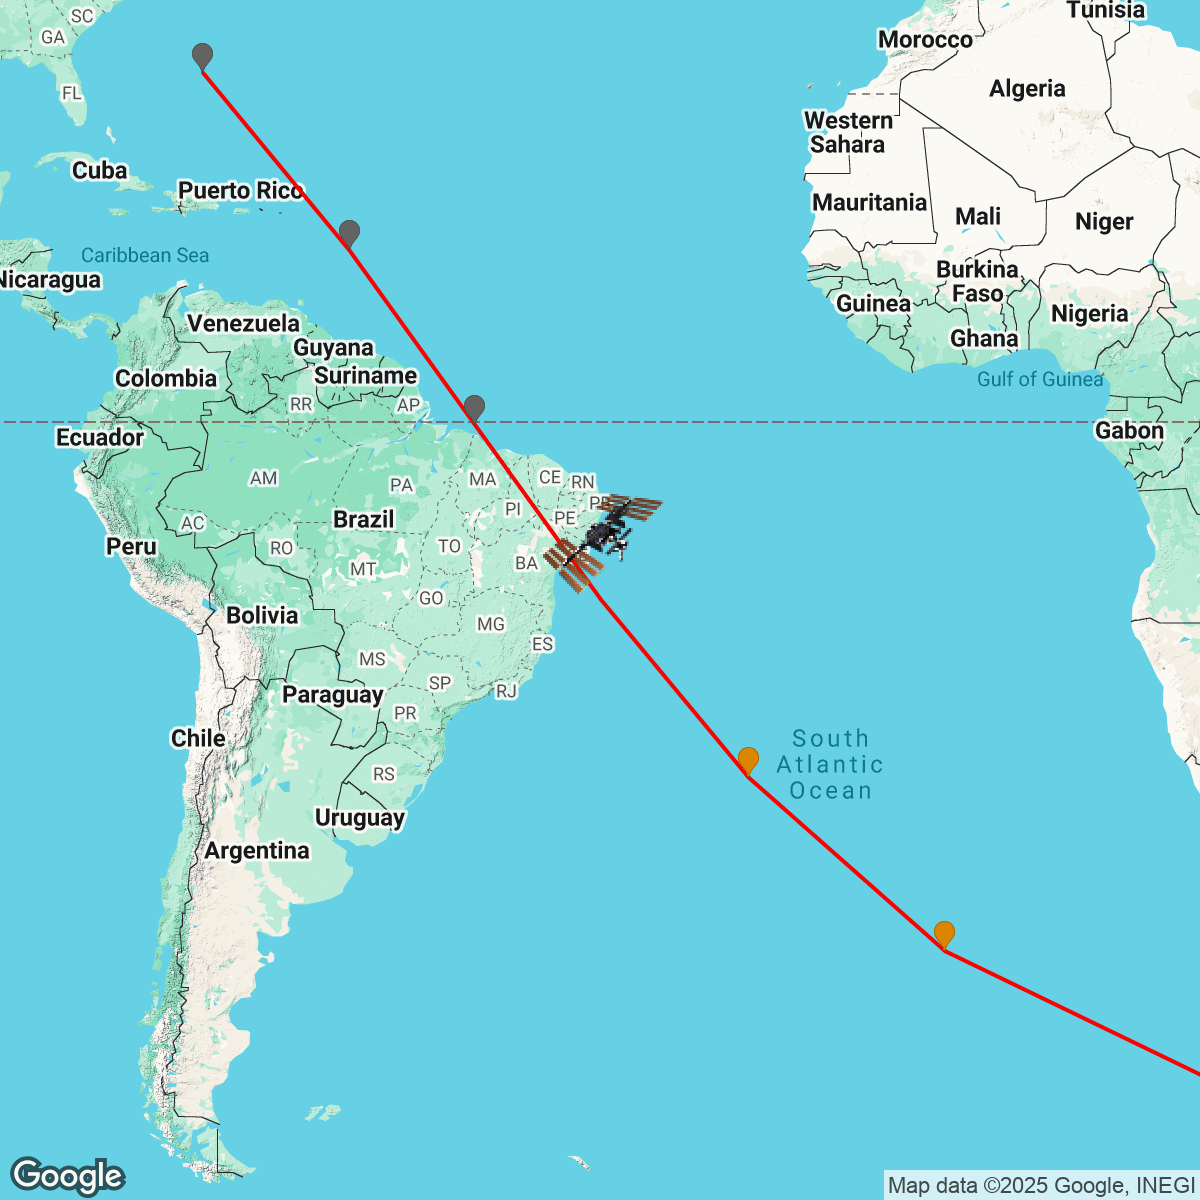 SC
GA
FL
Tunisia
Morocco
Algeria
Western
Sahara
Cuba
Puerto Rico
Mauritania
Mali
Niger
Caribbean Sea
Nicaragua
Burkina
Faso
Guinea
Nigeria
Ghana
Venezuela
Guyana
Suriname
Colombia
Gulf of Guinea
RR
AP
Ecuador
Gabon
AM
PA
MA
CE
RN
PB
PI
PE
Brazil
AC
Peru
RO
TO
BA
MT
GO
Bolivia
MG
ES
MS
SP
RJ
Paraguay
PR
Chile
South
Atlantic
Ocean
RS
Uruguay
Argentina
Google
Map data ©2025 Google, INEGI